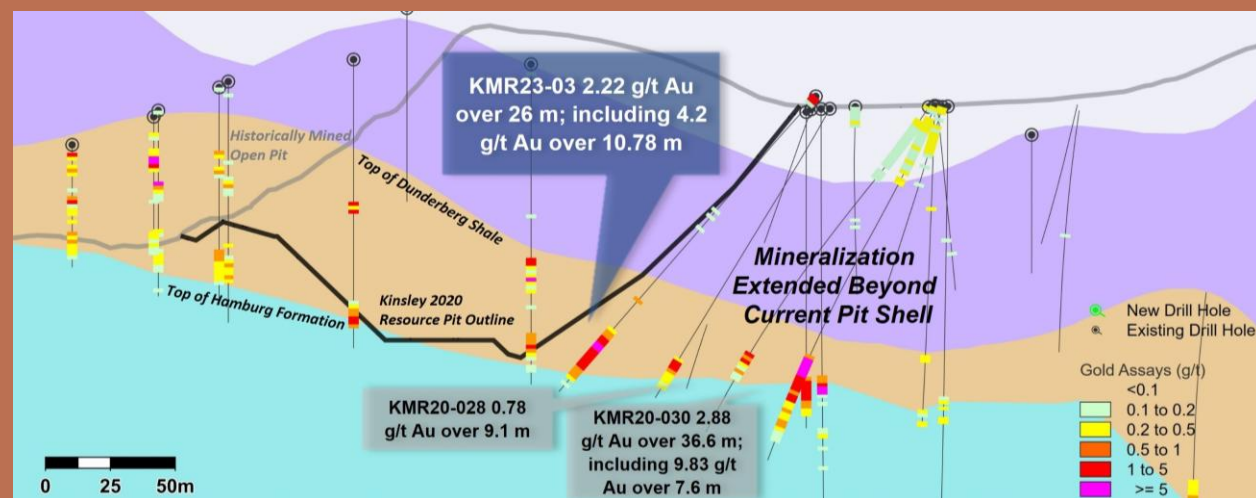 KMR23-03 2.22 g/t Au
over 26 m; including 4.2
g/t Au over 10.78 m
Historically Mined
Open Pit
Top of Dunderberg Shale
Mineralization
Extended Beyond
Current Pit Shell
Top of Hamburg Formation
Kinsley 2020
Resource Pit Outline
KMR20-028 0.78
g/t Au over 9.1 m
KMR20-030 2.88
g/t Au over 36.6 m;
including 9.83 g/t
Au over 7.6 m
New Drill Hole
Existing Drill Hole
Gold Assays (g/t)
<0.1
0.1 to 0.2
0.2 to 0.5
0.5 to 1
1 to 5
>= 5
0 25 50m